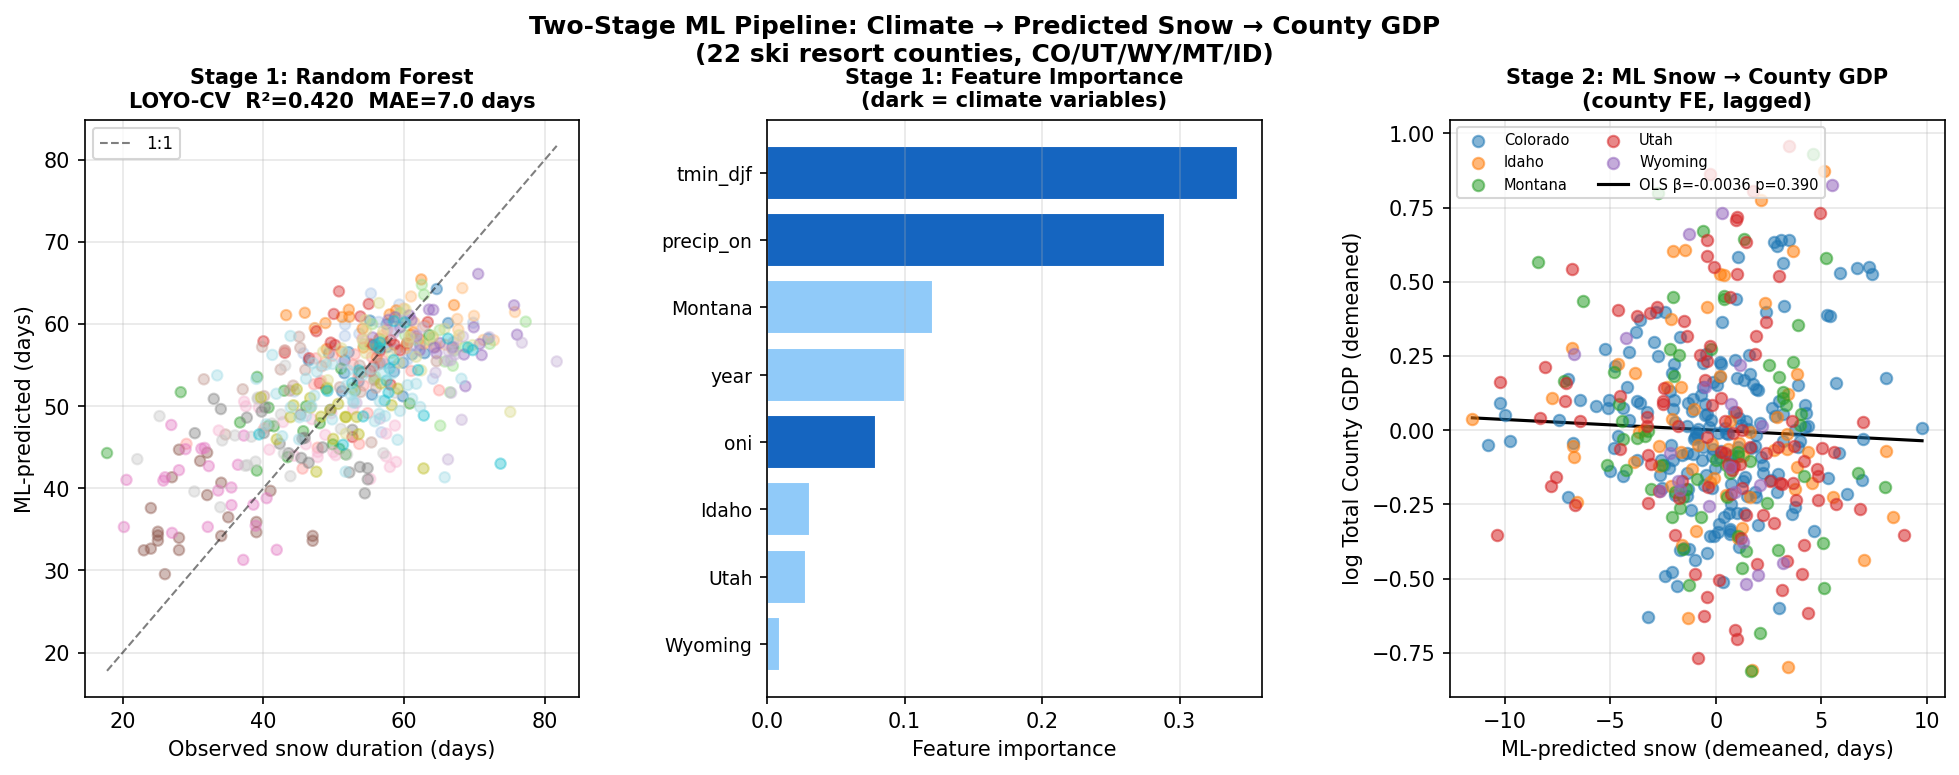 Two-Stage ML Pipeline: Climate → Predicted Snow → County GDP
(22 ski resort counties, CO/UT/WY/MT/ID)
Stage 1: Random Forest
LOYO-CV  R²=0.420  MAE=7.0 days
1:1
80
70
60
50
40
30
20
ML-predicted (days)
20
40
60
80
Observed snow duration (days)
Stage 1: Feature Importance
(dark = climate variables)
tmin_djf
precip_on
Montana
year
oni
Idaho
Utah
Wyoming
0.0
0.1
0.2
0.3
Feature importance
Stage 2: ML Snow → County GDP
(county FE, lagged)
Colorado
Idaho
Montana
Utah
Wyoming
OLS β=-0.0036 p=0.390
1.00
0.75
0.50
0.25
0.00
−0.25
−0.50
−0.75
log Total County GDP (demeaned)
−10
−5
0
5
10
ML-predicted snow (demeaned, days)